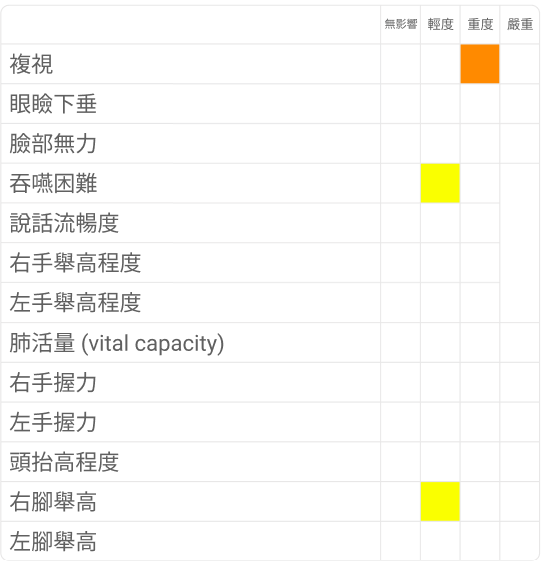 無影響 輕度 重度 嚴重
複視
眼瞼下垂
臉部無力
吞嚥困難
說話流暢度
右手舉高程度
左手舉高程度
肺活量 (vital capacity)
右手握力
左手握力
頭抬高程度
右腳舉高
左腳舉高